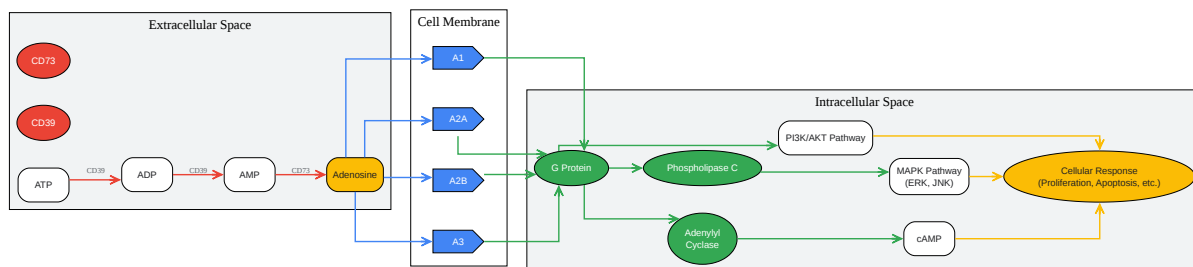 Extracellular Space
CD73
CD39
ATP
CD39
ADP
CD39
AMP
CD73
Adenosine
Cell Membrane
A1
A2A
A2B
A3
Intracellular Space
G Protein
Phospholipase C
Adenylyl
Cyclase
PI3K/AKT Pathway
MAPK Pathway
(ERK, JNK)
cAMP
Cellular Response
(Proliferation, Apoptosis, etc.)